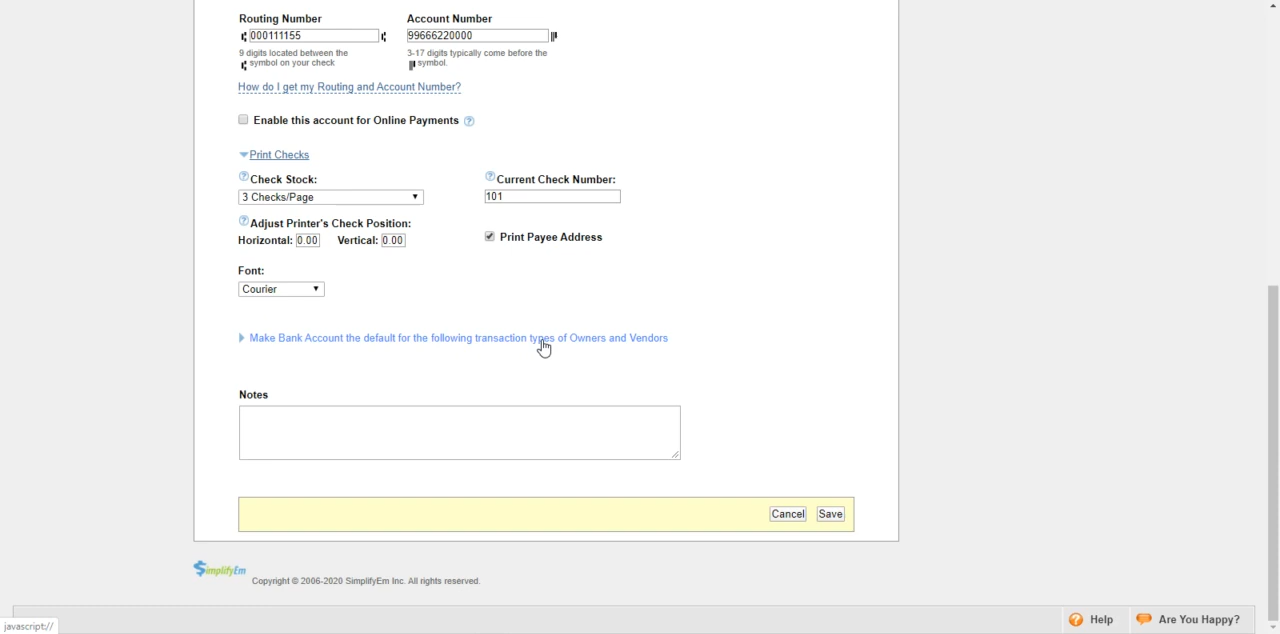 Routing Number Account Number
000111155 99666220000
9 digits located between the 3-17 digits typically come before the
symbol on your check symbol.
How do I get my Routing and Account Number?
Enable this account for Online Payments ?
Print Checks
? Check Stock: ? Current Check Number:
3 Checks/Page 101
? Adjust Printer's Check Position:
Horizontal: 0.00 Vertical: 0.00 Print Payee Address
Font:
Courier
Make Bank Account the default for the following transaction types of Owners and Vendors
Notes
Cancel Save
SimplifyEm Copyright © 2006-2020 SimplifyEm Inc. All rights reserved.
? Help Are You Happy?
javascript://